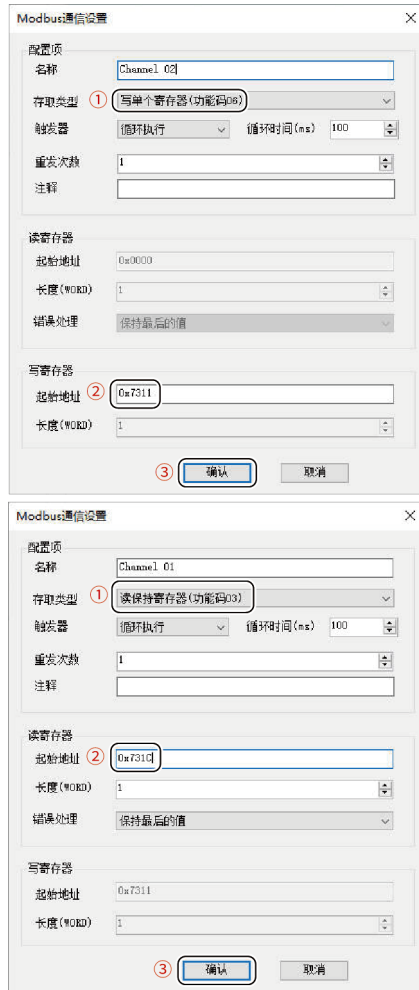 Modbus通信设置
配置项
名称 Channel 02
存取类型 ① 写单个寄存器(功能码06)
触发器 循环执行 循环时间(ms) 100
重发次数 1
注释
读寄存器
起始地址 0x0000
长度(WORD) 1
错误处理 保持最后的值
写寄存器
起始地址 ② 0x7311
长度(WORD) 1
③ 确认 取消
Modbus通信设置
配置项
名称 Channel 01
存取类型 ① 读保持寄存器(功能码03)
触发器 循环执行 循环时间(ms) 100
重发次数 1
注释
读寄存器
起始地址 ② 0x731C
长度(WORD) 1
错误处理 保持最后的值
写寄存器
起始地址 0x7311
长度(WORD) 1
③ 确认 取消